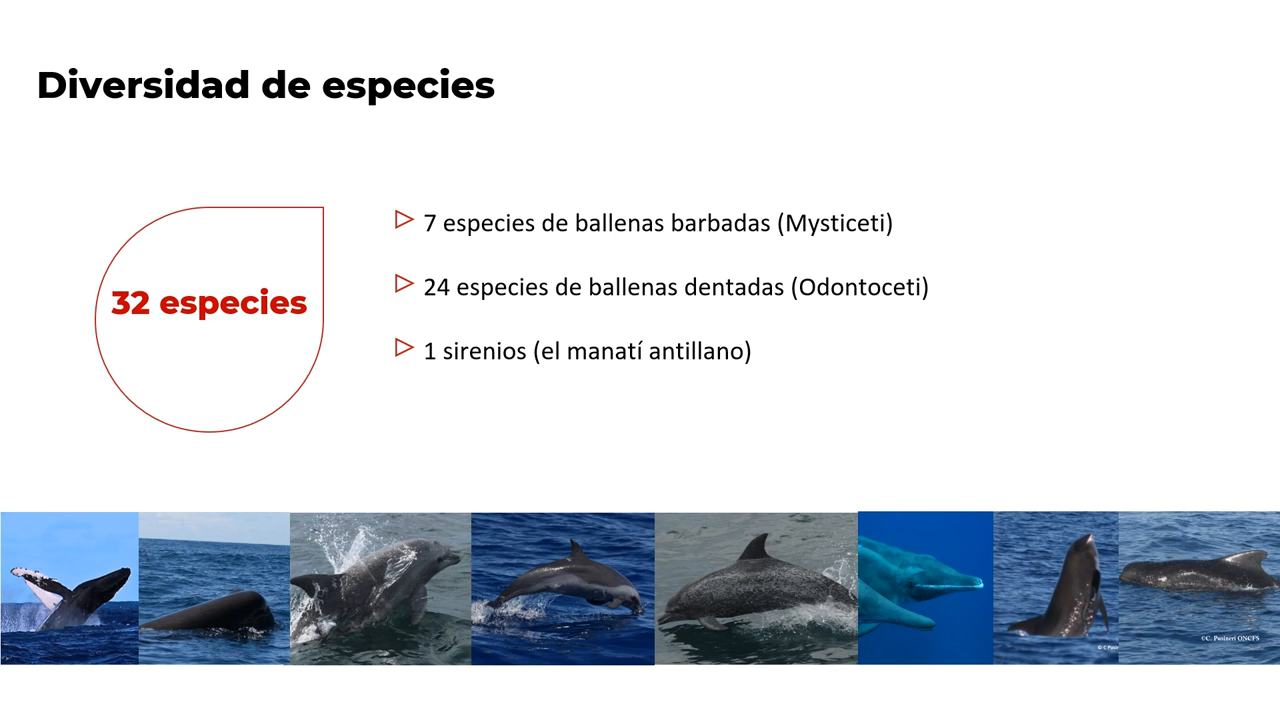 Diversidad de especies
32 especies
7 especies de ballenas barbadas (Mysticeti)
24 especies de ballenas dentadas (Odontoceti)
1 sirenios (el manatí antillano)
©C. Pusineri ONCFS
© C Pusi